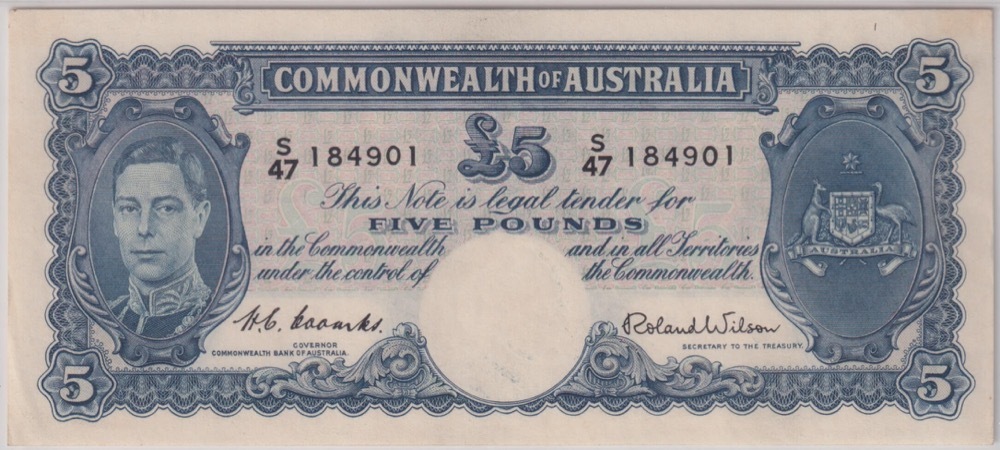 5 5
COMMONWEALTH OF AUSTRALIA
S/47 184901 £5 S/47 184901
This Note is legal tender for
FIVE POUNDS
in the Commonwealth and in all Territories
under the control of the Commonwealth.
AUSTRALIA
H.C. Coombs. Roland Wilson
GOVERNOR
COMMONWEALTH BANK OF AUSTRALIA. SECRETARY TO THE TREASURY.
5 5